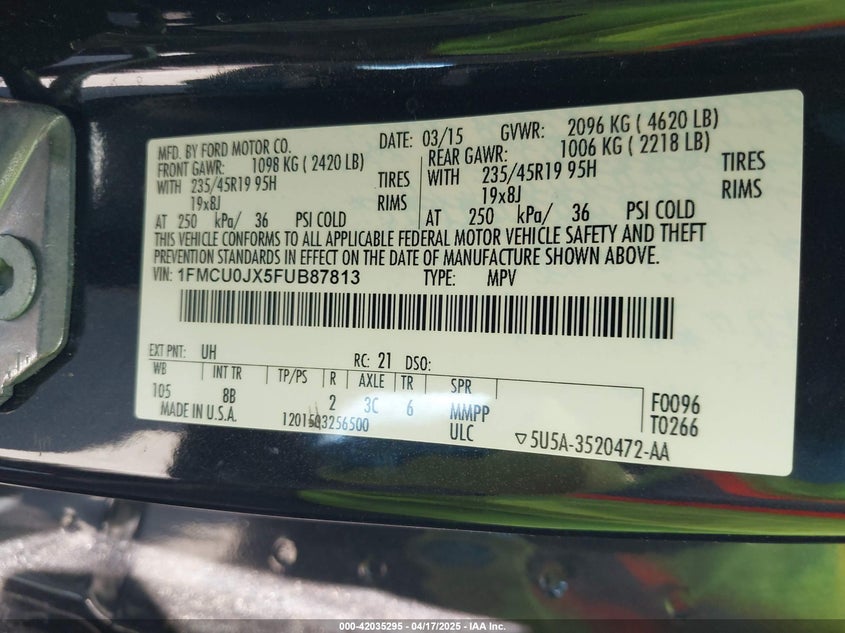 MFD. BY FORD MOTOR CO. DATE: 03/15 GVWR: 2096 KG ( 4620 LB)
FRONT GAWR: 1098 KG ( 2420 LB) REAR GAWR: 1006 KG ( 2218 LB)
WITH 235/45R19 95H TIRES WITH 235/45R19 95H TIRES
19x8J RIMS 19x8J RIMS
AT 250 kPa/ 36 PSI COLD AT 250 kPa/ 36 PSI COLD
THIS VEHICLE CONFORMS TO ALL APPLICABLE FEDERAL MOTOR VEHICLE SAFETY AND THEFT
PREVENTION STANDARDS IN EFFECT ON THE DATE OF MANUFACTURE SHOWN ABOVE.
VIN: 1FMCU0JX5FUB87813 TYPE: MPV
EXT PNT: UH RC: 21 DSO:
WB INT TR TP/PS R AXLE TR SPR
105 8B 2 3C 6 MMPP F0096
MADE IN U.S.A. 1201503256500 ULC T0266
▽5U5A-3520472-AA
000-42035295 - 04/17/2025 - IAA Inc.